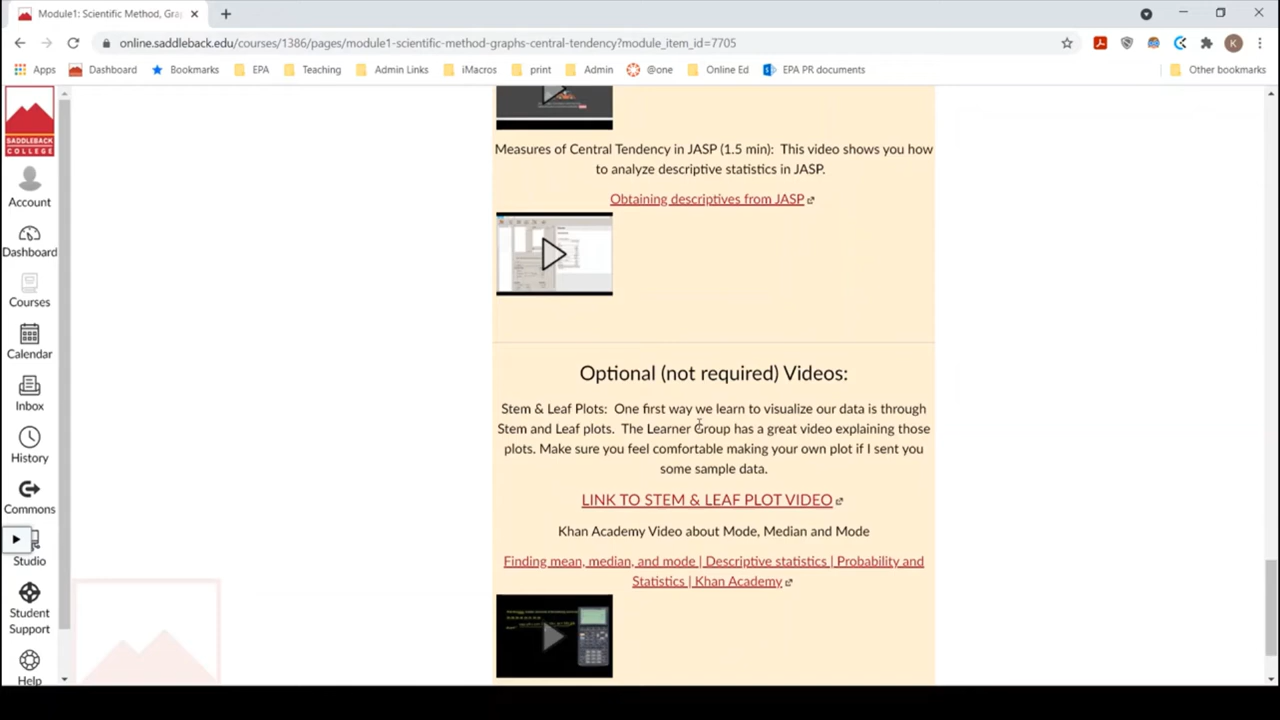 Module1: Scientific Method, Gra
online.saddleback.edu/courses/1386/pages/module1-scientific-method-graphs-central-tendency?module_item_id=7705
K
Apps Dashboard Bookmarks EPA Teaching Admin Links iMacros print Admin @one Online Ed EPA PR documents Other bookmarks
SADDLEBACK
COLLEGE
Account
Dashboard
Courses
Calendar
Inbox
History
Commons
Studio
Student
Support
Help
Measures of Central Tendency in JASP (1.5 min): This video shows you how
to analyze descriptive statistics in JASP.
Obtaining descriptives from JASP
Optional (not required) Videos:
Stem & Leaf Plots: One first way we learn to visualize our data is through
Stem and Leaf plots. The Learner Group has a great video explaining those
plots. Make sure you feel comfortable making your own plot if I sent you
some sample data.
LINK TO STEM & LEAF PLOT VIDEO
Khan Academy Video about Mode, Median and Mode
Finding mean, median, and mode | Descriptive statistics | Probability and
Statistics | Khan Academy